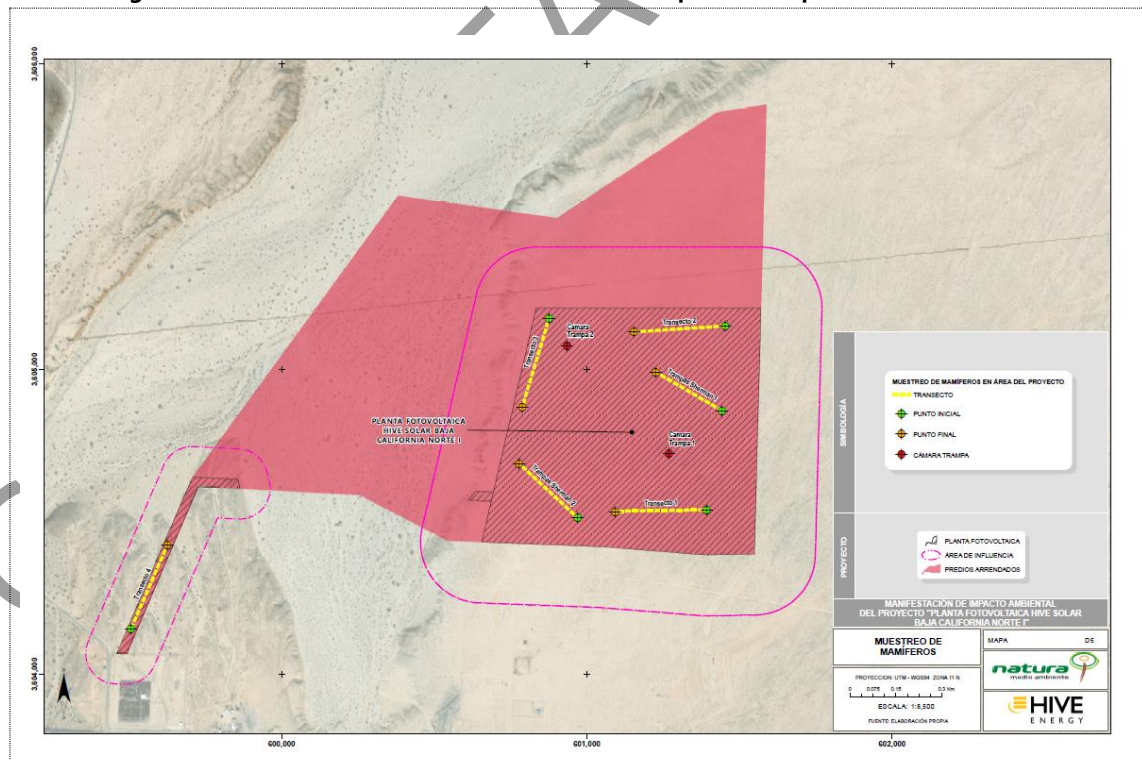 3,606,000
3,605,000
3,604,000
Transecto 3
Camara
Trampa 2
Transecto 2
Trampas Sherman 1
PLANTA FOTOVOLTAICA
HIVE SOLAR BAJA
CALIFORNIA NORTE I
Camara
Trampa 1
Trampas Sherman 2
Transecto 1
Transecto 4
SIMBOLOGÍA
MUESTREO DE MAMÍFEROS EN ÁREA DEL PROYECTO
TRANSECTO
PUNTO INICIAL
PUNTO FINAL
CÁMARA TRAMPA
PROYECTO
PLANTA FOTOVOLTAICA
ÁREA DE INFLUENCIA
PREDIOS ARRENDADOS
MANIFESTACIÓN DE IMPACTO AMBIENTAL
DEL PROYECTO "PLANTA FOTOVOLTAICA HIVE SOLAR
BAJA CALIFORNIA NORTE I"
MUESTREO DE
MAMÍFEROS
MAPA D5
PROYECCION: UTM - WGS84 ZONA 11 N
0 0.075 0.15 0.3 Km
ESCALA: 1:8,500
FUENTE: ELABORACIÓN PROPIA
natura
medio ambiente
HIVE
ENERGY
600,000 601,000 602,000